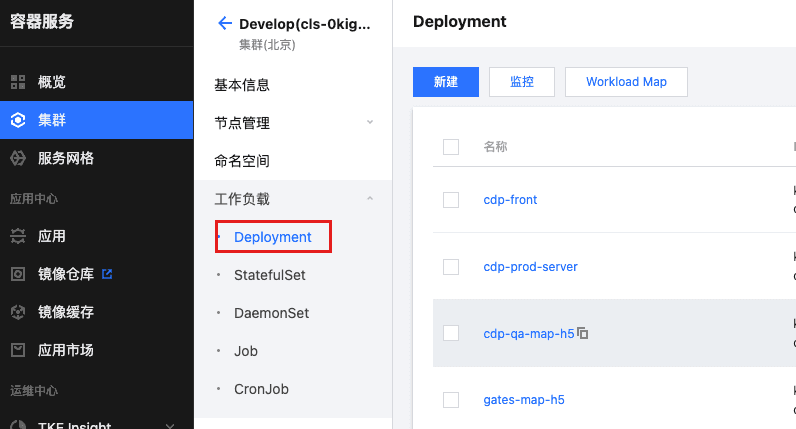 容器服务
概览
集群
服务网格
应用中心
应用
镜像仓库
镜像缓存
应用市场
运维中心
TKE Insight
Develop(cls-0kig...
集群(北京)
基本信息
节点管理
命名空间
工作负载
Deployment
StatefulSet
DaemonSet
Job
CronJob
Deployment
新建
监控
Workload Map
名称
cdp-front
cdp-prod-server
cdp-qa-map-h5
gates-map-h5